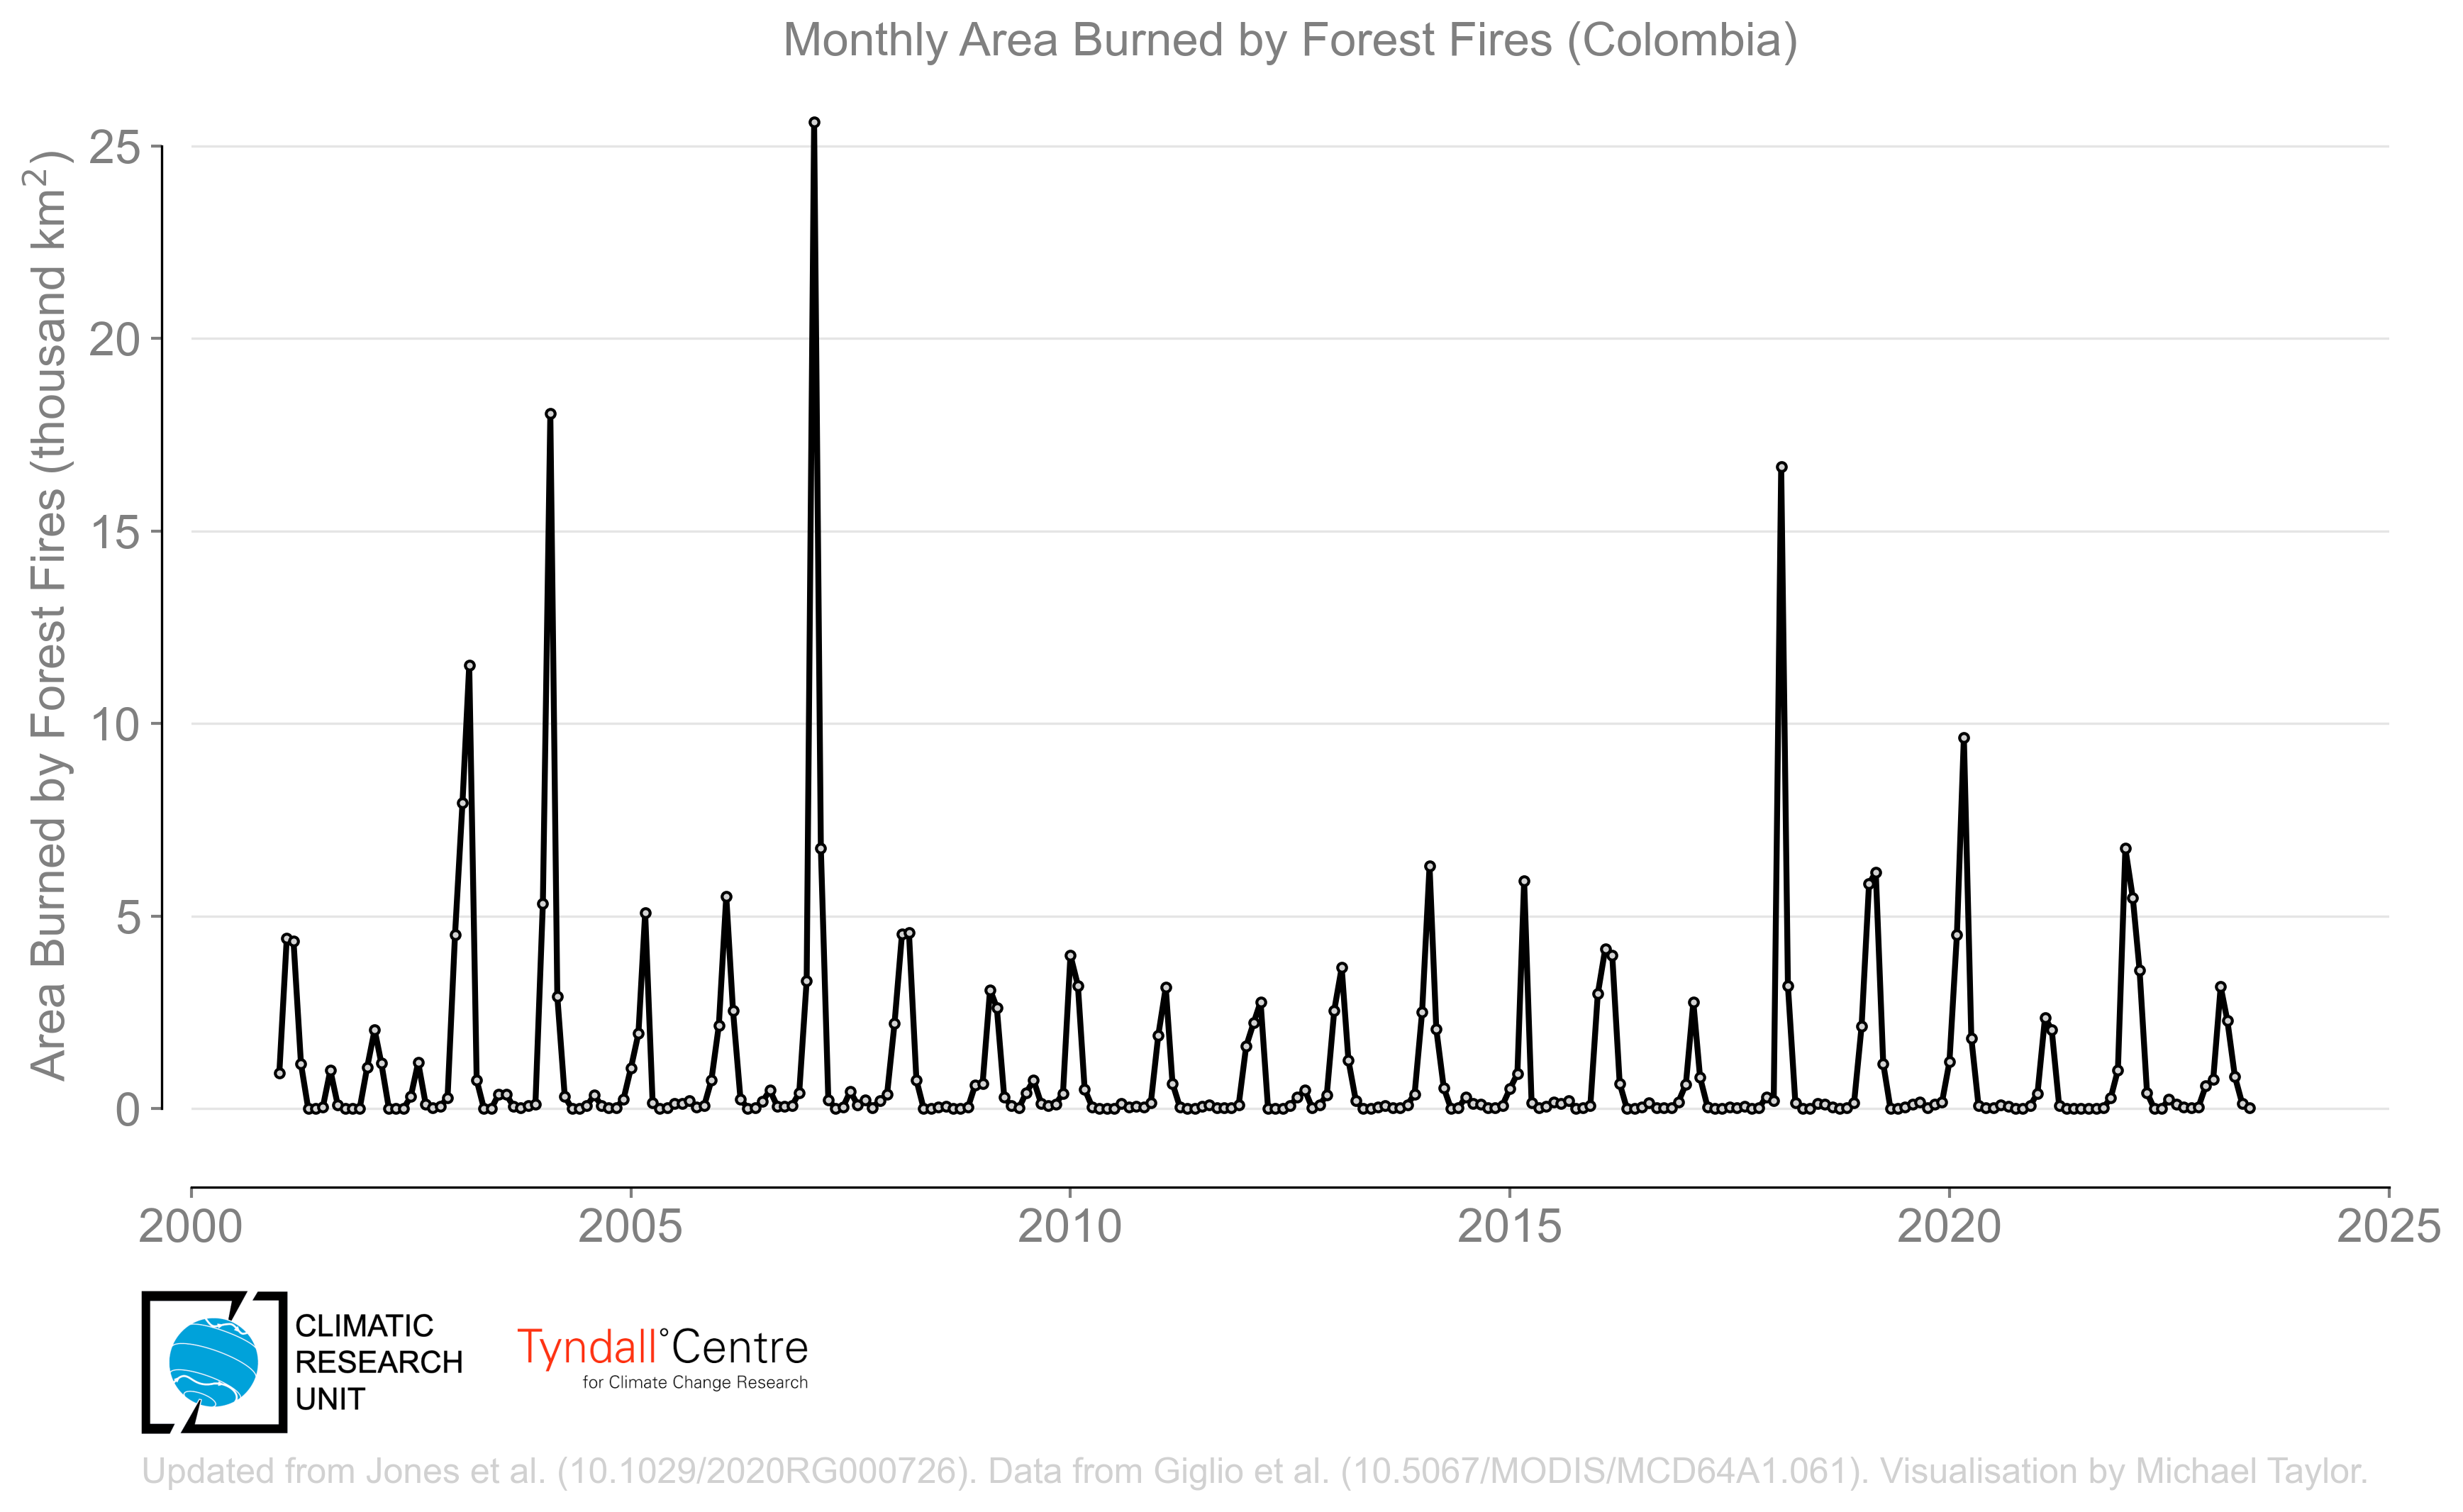 Monthly Area Burned by Forest Fires (Colombia)
Area Burned by Forest Fires (thousand km²)
25
20
15
10
5
0
2000 2005 2010 2015 2020 2025
CLIMATIC
RESEARCH
UNIT
Tyndall°Centre
for Climate Change Research
Updated from Jones et al. (10.1029/2020RG000726). Data from Giglio et al. (10.5067/MODIS/MCD64A1.061). Visualisation by Michael Taylor.